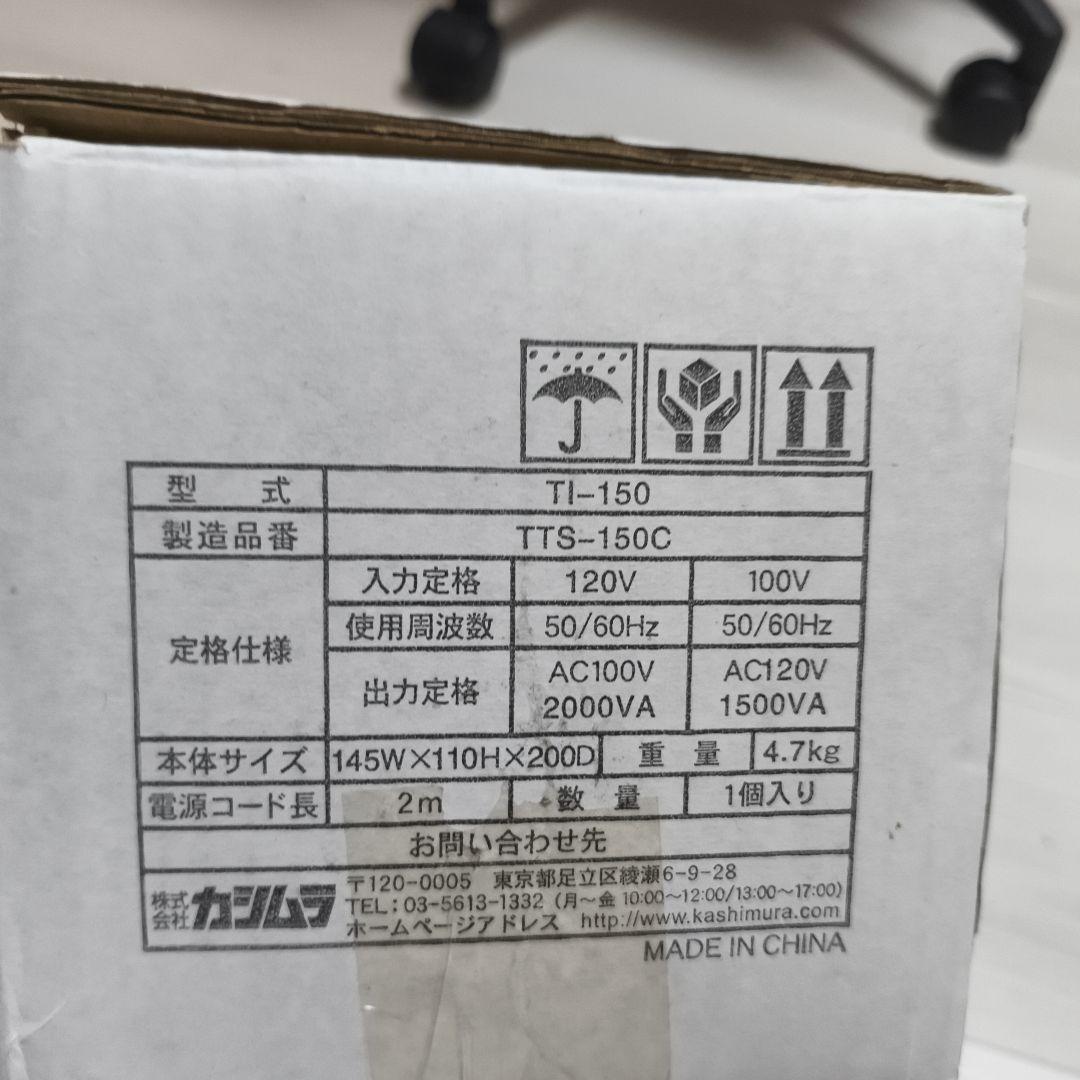 型 式 TI-150
製造品番 TTS-150C
定格仕様
入力定格 120V 100V
使用周波数 50/60Hz 50/60Hz
出力定格 AC100V 2000VA AC120V 1500VA
本体サイズ 145W×110H×200D 重 量 4.7kg
電源コード長 2m 数 量 1個入り
お問い合わせ先
株式会社 カシムラ
〒120-0005 東京都足立区綾瀬6-9-28
TEL:03-5613-1332(月~金 10:00~12:00/13:00~17:00)
ホームページアドレス http://www.kashimura.com
MADE IN CHINA